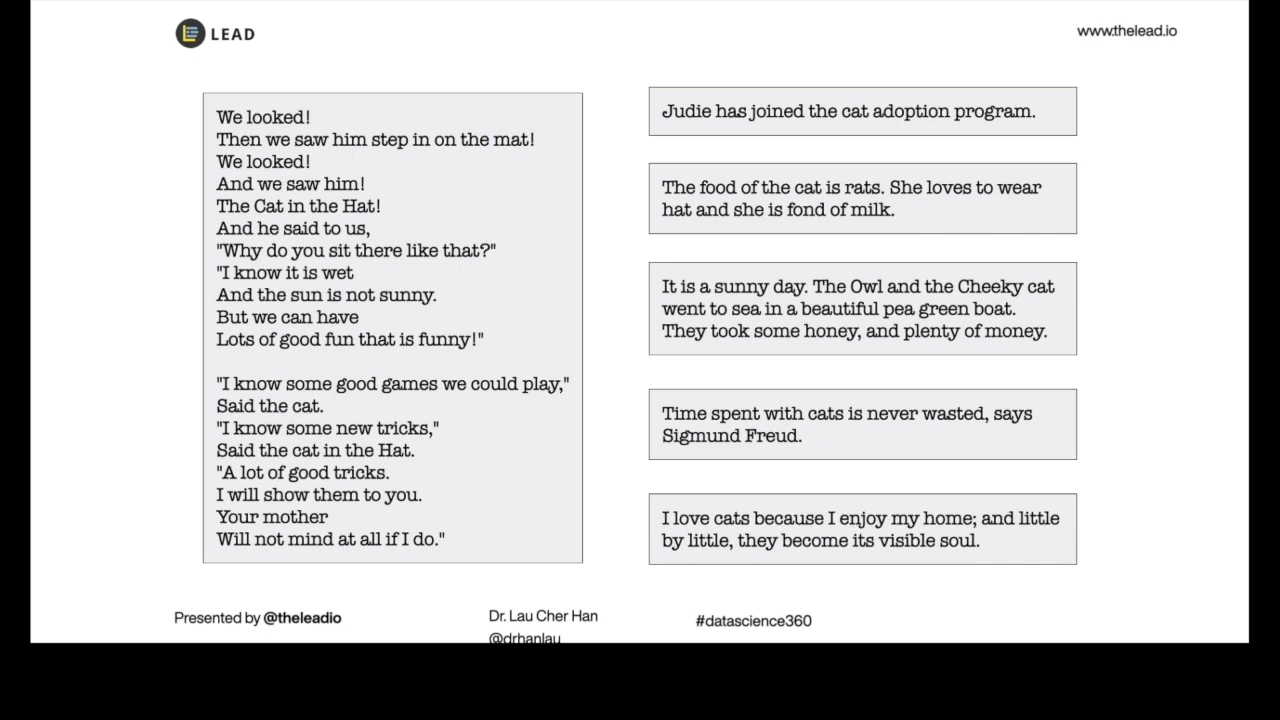 LEAD
www.thelead.io
We looked!
Then we saw him step in on the mat!
We looked!
And we saw him!
The Cat in the Hat!
And he said to us,
"Why do you sit there like that?"
"I know it is wet
And the sun is not sunny.
But we can have
Lots of good fun that is funny!"
"I know some good games we could play,"
Said the cat.
"I know some new tricks,"
Said the cat in the Hat.
"A lot of good tricks.
I will show them to you.
Your mother
Will not mind at all if I do."
Judie has joined the cat adoption program.
The food of the cat is rats. She loves to wear
hat and she is fond of milk.
It is a sunny day. The Owl and the Cheeky cat
went to sea in a beautiful pea green boat.
They took some honey, and plenty of money.
Time spent with cats is never wasted, says
Sigmund Freud.
I love cats because I enjoy my home; and little
by little, they become its visible soul.
Presented by @theleadio
Dr. Lau Cher Han
@drhanlau
#datascience360